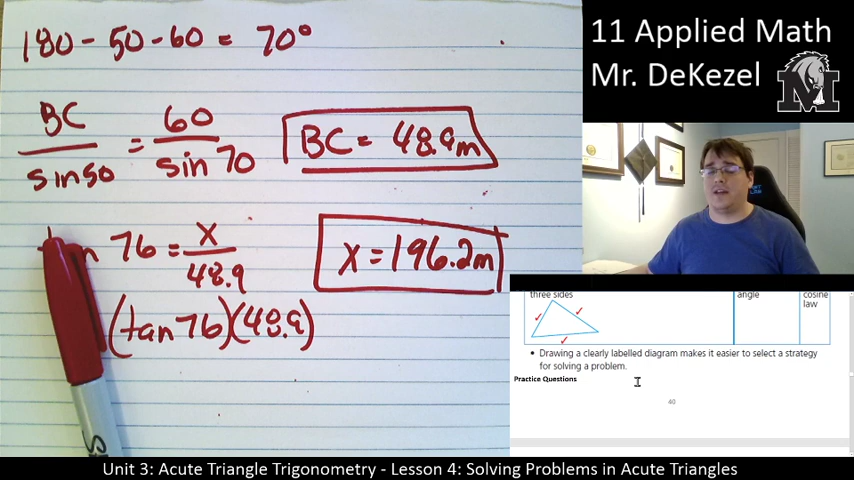 180 - 50 - 60 = 70°
BC / sin 50 = 60 / sin 70
BC = 48.9m
tan 76 = x / 48.9
x = 196.2m
(tan 76)(48.9)
11 Applied Math
Mr. DeKezel
M
three sides
angle
cosine
law
• Drawing a clearly labelled diagram makes it easier to select a strategy
for solving a problem.
Practice Questions
40
Unit 3: Acute Triangle Trigonometry - Lesson 4: Solving Problems in Acute Triangles